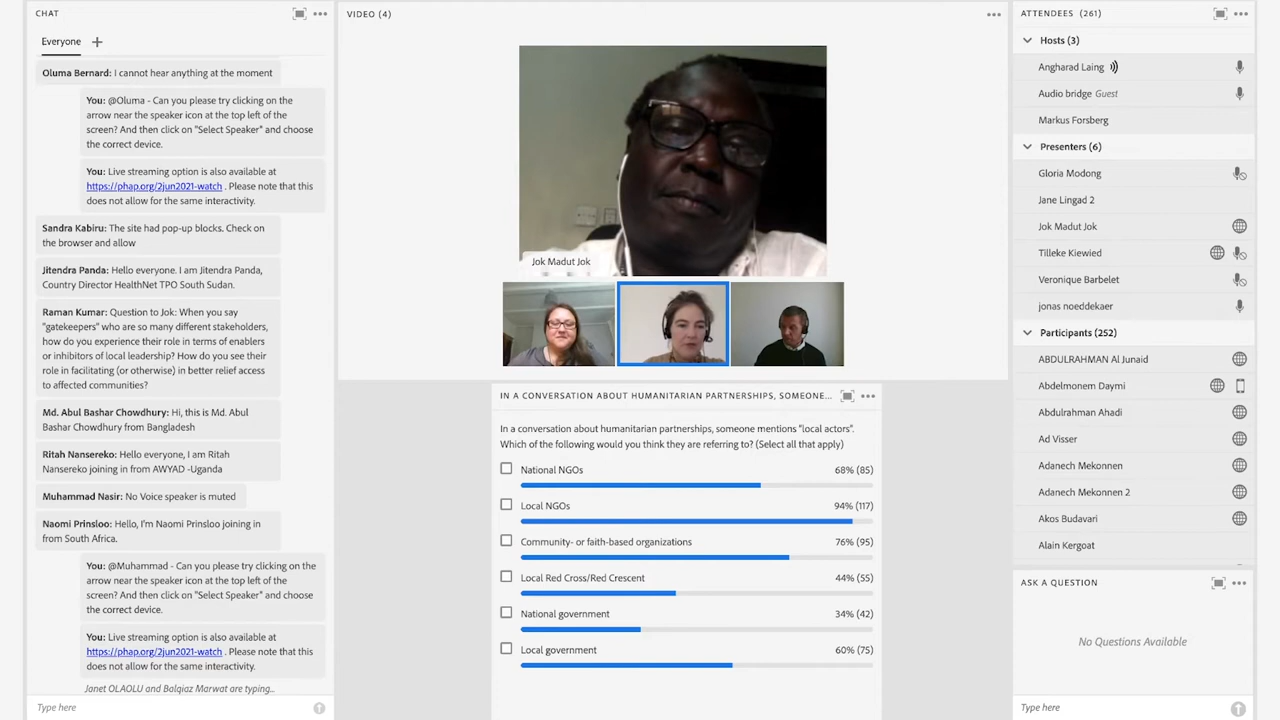 CHAT
Everyone
Oluma Bernard: I cannot hear anything at the moment
You: @Oluma - Can you please try clicking on the
arrow near the speaker icon at the top left of the
screen? And then click on "Select Speaker" and choose
the correct device.
You: Live streaming option is also available at
https://phap.org/2jun2021-watch . Please note that this
does not allow for the same interactivity.
Sandra Kabiru: The site had pop-up blocks. Check on
the browser and allow
Jitendra Panda: Hello everyone. I am Jitendra Panda,
Country Director HealthNet TPO South Sudan.
Raman Kumar: Question to Jok: When you say
"gatekeepers" who are so many different stakeholders,
how do you experience their role in terms of enablers
or inhibitors of local leadership? How do you see their
role in facilitating (or otherwise) in better relief access
to affected communities?
Md. Abul Bashar Chowdhury: Hi, this is Md. Abul
Bashar Chowdhury from Bangladesh
Ritah Nansereko: Hello everyone, I am Ritah
Nansereko joining in from AWYAD -Uganda
Muhammad Nasir: No Voice speaker is muted
Naomi Prinsloo: Hello, I'm Naomi Prinsloo joining in
from South Africa.
You: @Muhammad - Can you please try clicking on the
arrow near the speaker icon at the top left of the
screen? And then click on "Select Speaker" and choose
the correct device.
You: Live streaming option is also available at
https://phap.org/2jun2021-watch . Please note that this
does not allow for the same interactivity.
Janet OLAOLU and Balqiaz Marwat are typing...
Type here
VIDEO (4)
Jok Madut Jok
IN A CONVERSATION ABOUT HUMANITARIAN PARTNERSHIPS, SOMEONE...
In a conversation about humanitarian partnerships, someone mentions "local actors".
Which of the following would you think they are referring to? (Select all that apply)
National NGOs 68% (85)
Local NGOs 94% (117)
Community- or faith-based organizations 76% (95)
Local Red Cross/Red Crescent 44% (55)
National government 34% (42)
Local government 60% (75)
ATTENDEES (261)
Hosts (3)
Angharad Laing
Audio bridge Guest
Markus Forsberg
Presenters (6)
Gloria Modong
Jane Lingad 2
Jok Madut Jok
Tilleke Kiewied
Veronique Barbelet
jonas noeddekaer
Participants (252)
ABDULRAHMAN Al Junaid
Abdelmonem Daymi
Abdulrahman Ahadi
Ad Visser
Adanech Mekonnen
Adanech Mekonnen 2
Akos Budavari
Alain Kergoat
ASK A QUESTION
No Questions Available
Type here